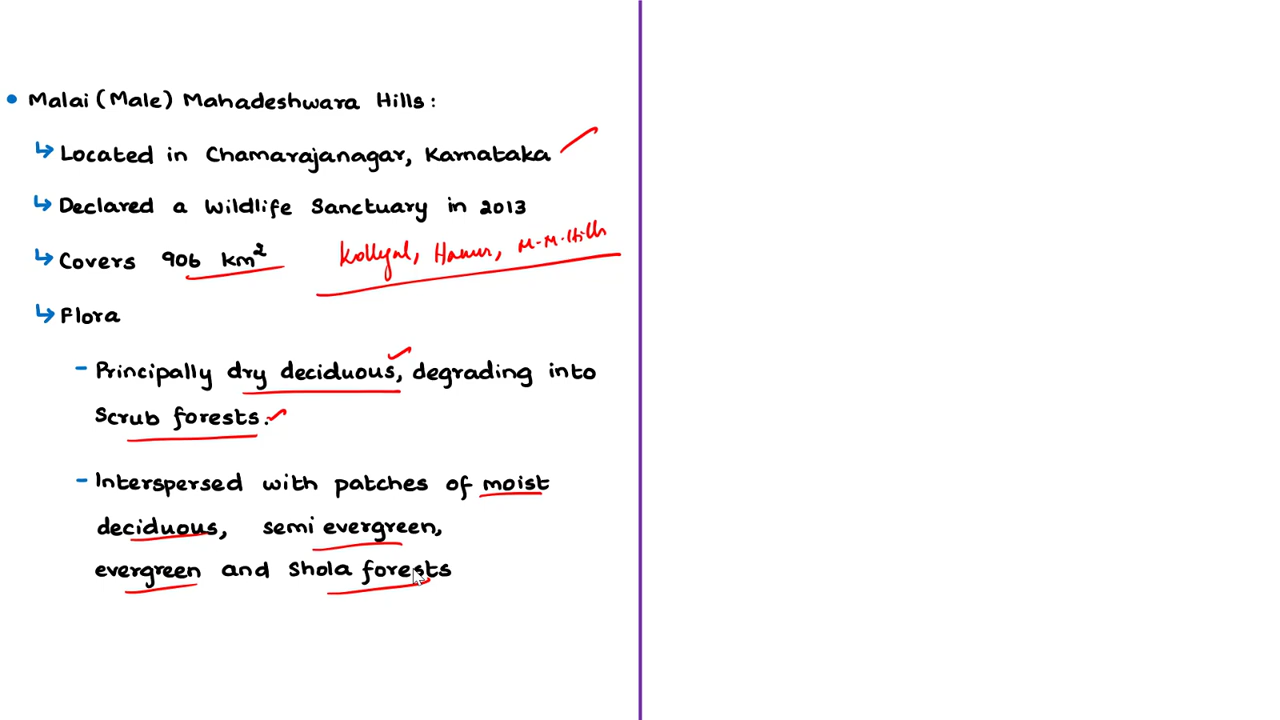 • Malai (Male) Mahadeshwara Hills:
↳ Located in Chamarajanagar, Karnataka ✓
↳ Declared a Wildlife Sanctuary in 2013
↳ Covers 906 km² Kollegal, Hanur, M.M.Hills
↳ Flora
- Principally dry deciduous, degrading into
Scrub forests.
- Interspersed with patches of moist
deciduous, semi evergreen,
evergreen and Shola forests